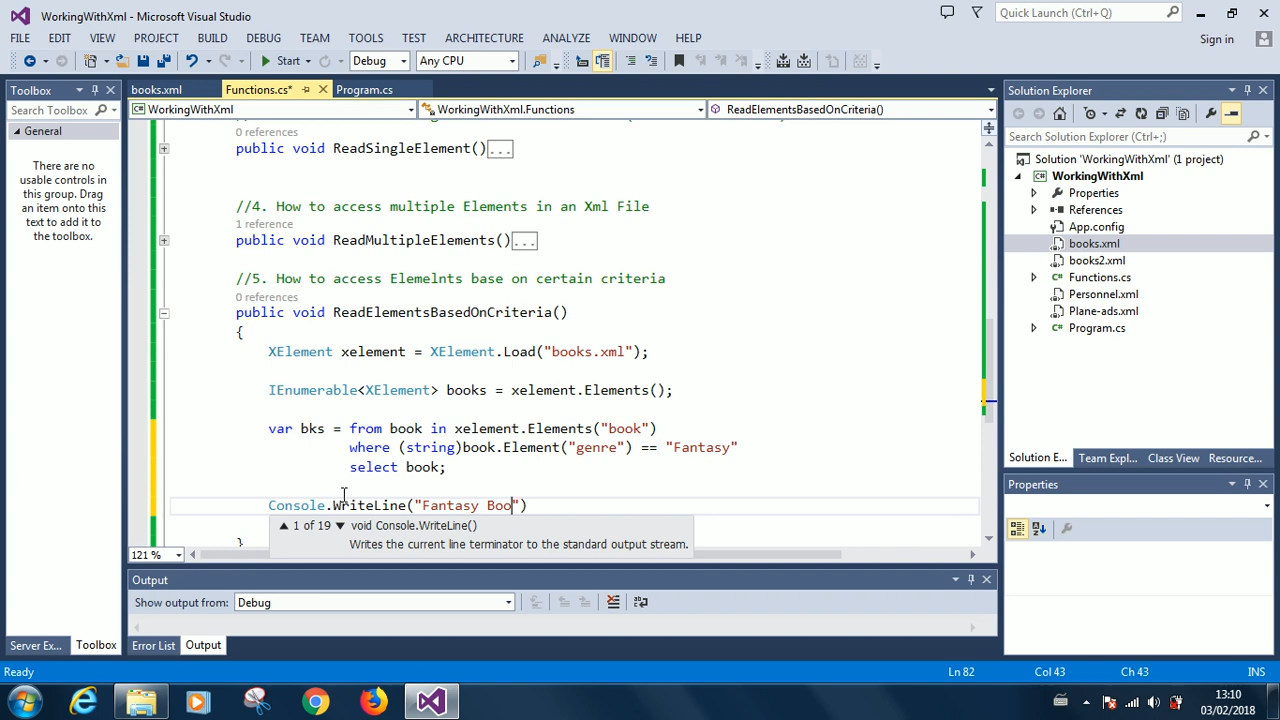 WorkingWithXml - Microsoft Visual Studio
Quick Launch (Ctrl+Q)
FILE EDIT VIEW PROJECT BUILD DEBUG TEAM TOOLS TEST ARCHITECTURE ANALYZE WINDOW HELP
Sign in
Start Debug Any CPU
Toolbox
Search Toolbox
General
There are no
usable controls in
this group. Drag
an item onto this
text to add it to
the toolbox.
Server Ex... Toolbox
books.xml Functions.cs* Program.cs
WorkingWithXml WorkingWithXml.Functions ReadElementsBasedOnCriteria()
0 references
public void ReadSingleElement()...
//4. How to access multiple Elements in an Xml File
1 reference
public void ReadMultipleElements()...
//5. How to access Elemelnts base on certain criteria
0 references
public void ReadElementsBasedOnCriteria()
{
XElement xelement = XElement.Load("books.xml");
IEnumerable<XElement> books = xelement.Elements();
var bks = from book in xelement.Elements("book")
where (string)book.Element("genre") == "Fantasy"
select book;
Console.WriteLine("Fantasy Boo")
1 of 19 void Console.WriteLine()
Writes the current line terminator to the standard output stream.
}
121 %
Output
Show output from: Debug
Error List Output
Solution Explorer
Search Solution Explorer (Ctrl+;)
Solution 'WorkingWithXml' (1 project)
WorkingWithXml
Properties
References
App.config
books.xml
books2.xml
Functions.cs
Personnel.xml
Plane-ads.xml
Program.cs
Solution E... Team Expl... Class View Resource...
Properties
Ready Ln 82 Col 43 Ch 43 INS
13:10
03/02/2018